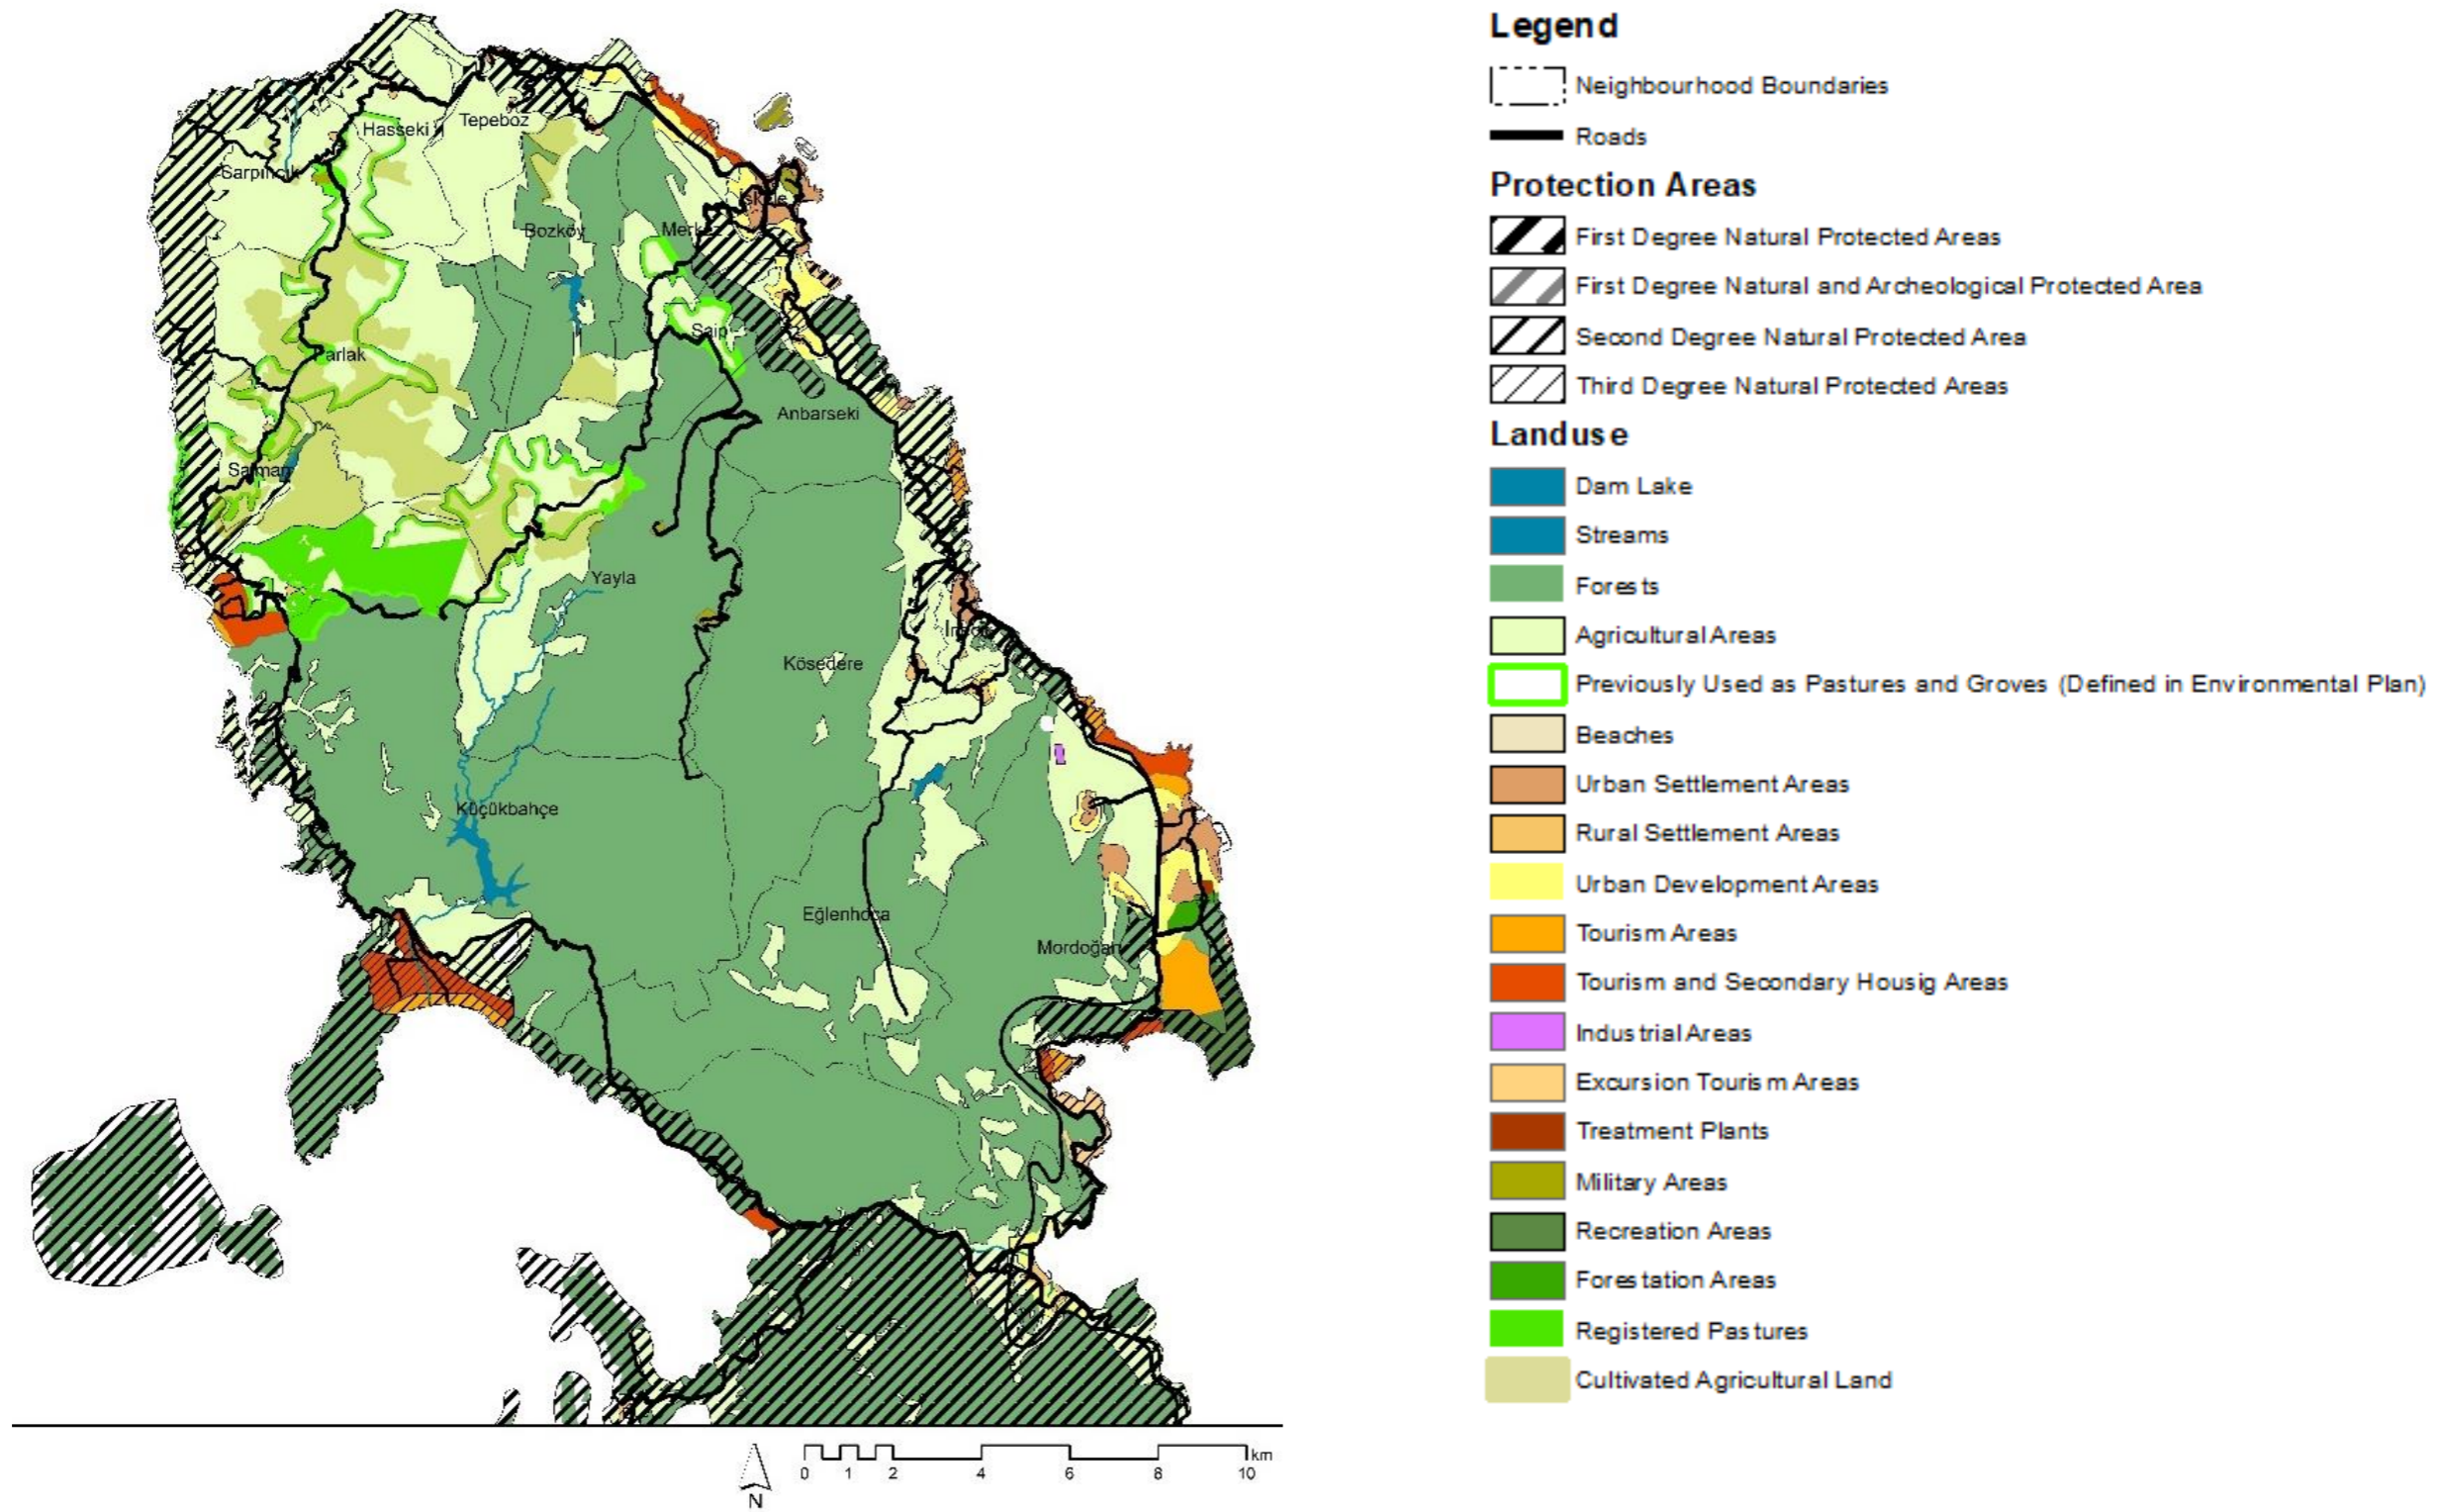 Hasseki
Tepeboz
Sarpıncık
İskele
Bozköy
Merkez
Saip
Parlak
Anbarseki
Salman
Yayla
Kösedere
Küçükbahçe
Eğlenhoca
Mordoğan
N
0 1 2 4 6 8 10 km
Legend
Neighbourhood Boundaries
Roads
Protection Areas
First Degree Natural Protected Areas
First Degree Natural and Archeological Protected Area
Second Degree Natural Protected Area
Third Degree Natural Protected Areas
Landuse
Dam Lake
Streams
Forests
Agricultural Areas
Previously Used as Pastures and Groves (Defined in Environmental Plan)
Beaches
Urban Settlement Areas
Rural Settlement Areas
Urban Development Areas
Tourism Areas
Tourism and Secondary Housig Areas
Industrial Areas
Excursion Tourism Areas
Treatment Plants
Military Areas
Recreation Areas
Forestation Areas
Registered Pastures
Cultivated Agricultural Land